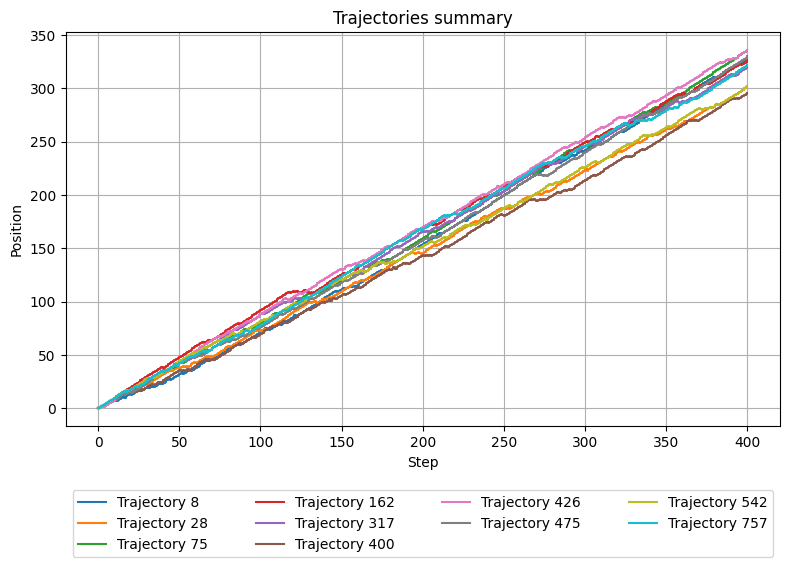 Trajectories summary
350
300
250
200
150
100
50
0
Position
0 50 100 150 200 250 300 350 400
Step
Trajectory 8 Trajectory 162 Trajectory 426 Trajectory 542
Trajectory 28 Trajectory 317 Trajectory 475 Trajectory 757
Trajectory 75 Trajectory 400